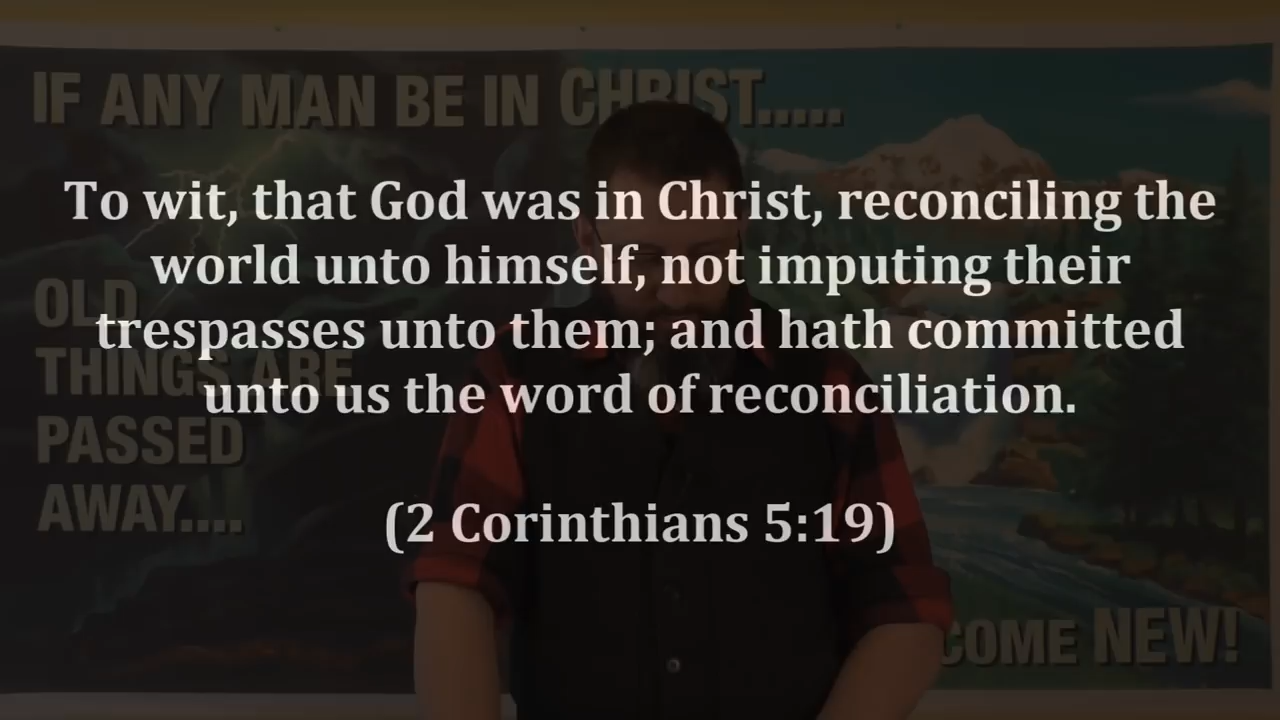 IF ANY MAN BE IN CHRIST.....
To wit, that God was in Christ, reconciling the
world unto himself, not imputing their
trespasses unto them; and hath committed
unto us the word of reconciliation.
(2 Corinthians 5:19)
OLD
THINGS ARE
PASSED
AWAY....
COME NEW!